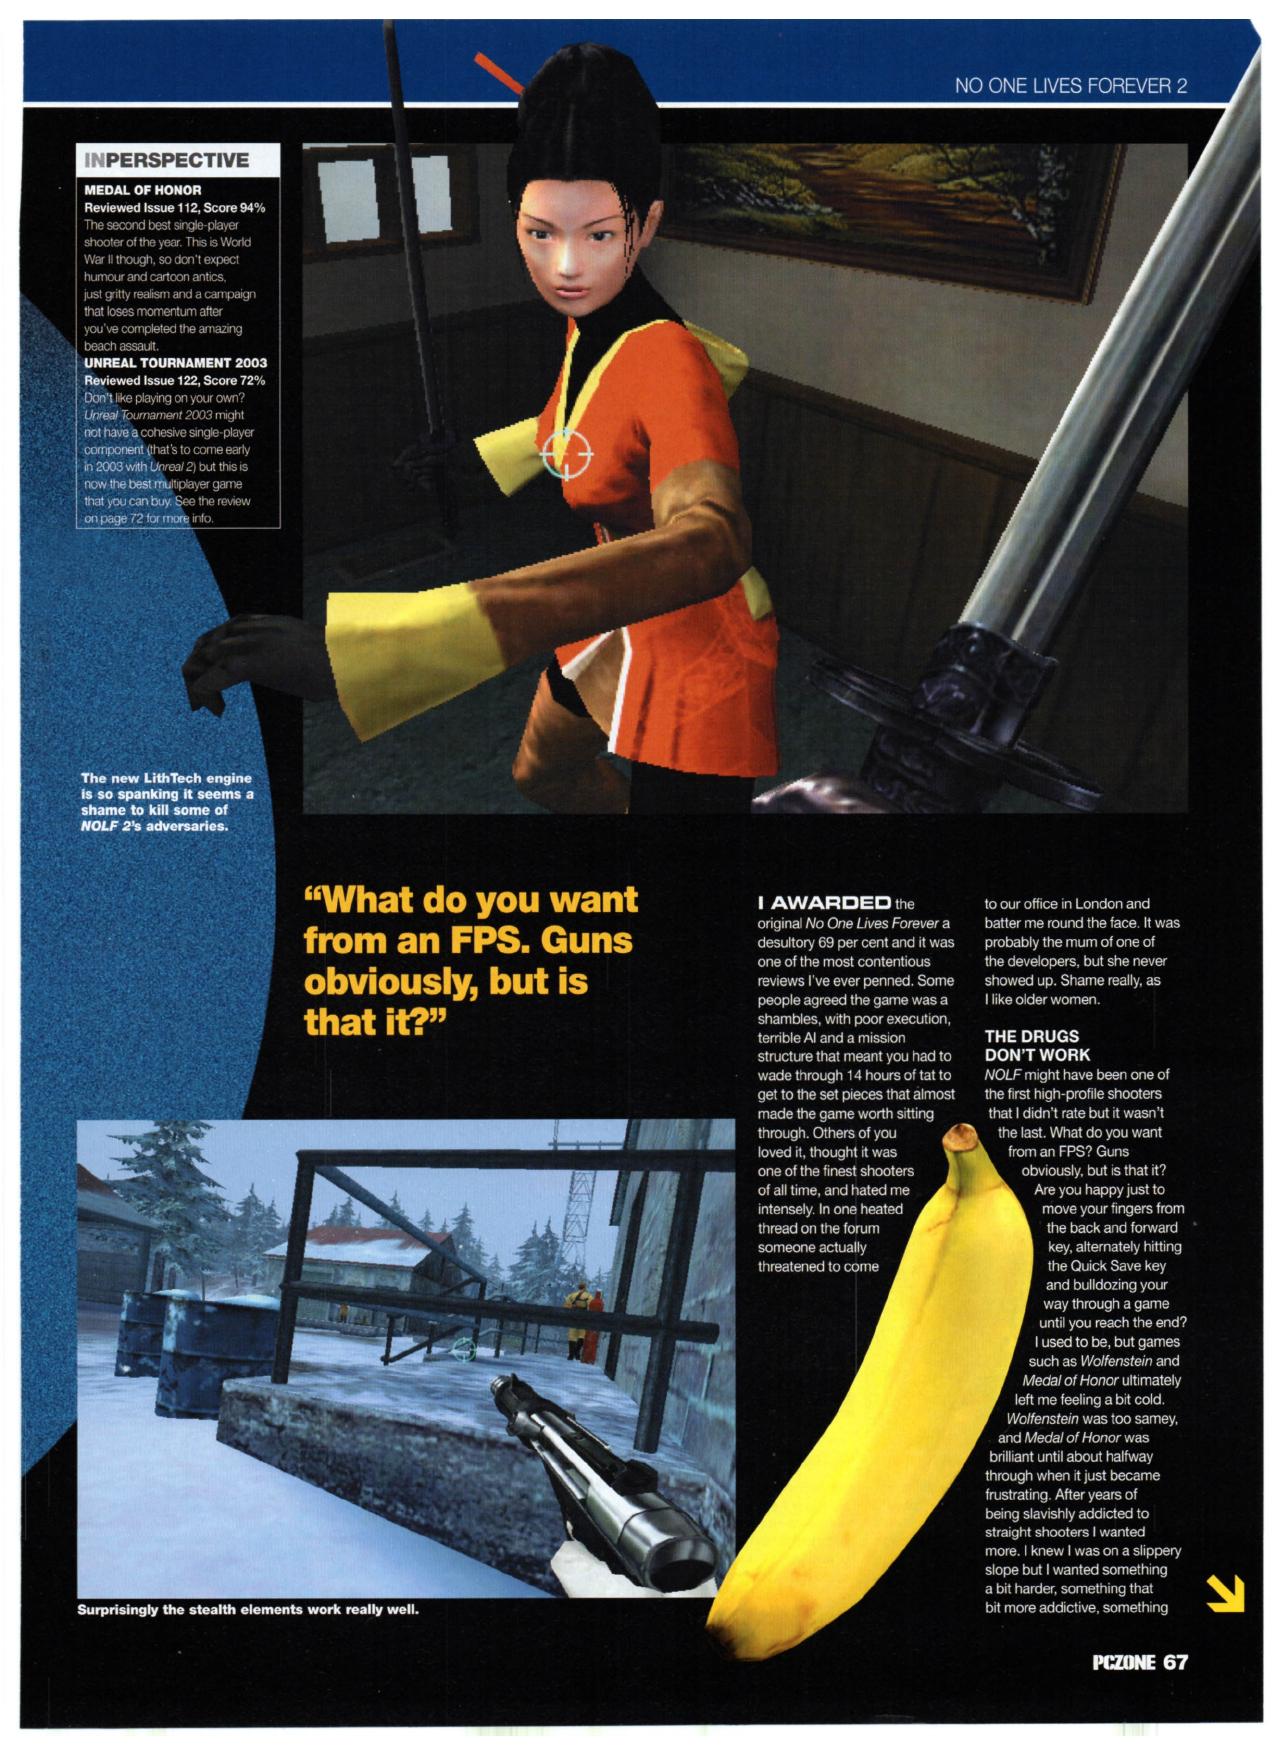 NO ONE LIVES FOREVER 2
INPERSPECTIVE
MEDAL OF HONOR
Reviewed Issue 112, Score 94%
The second best single-player
shooter of the year. This is World
War II though, so don't expect
humour and cartoon antics,
just gritty realism and a campaign
that loses momentum after
you've completed the amazing
beach assault.
UNREAL TOURNAMENT 2003
Reviewed Issue 122, Score 72%
Don't like playing on your own?
Unreal Tournament 2003 might
not have a cohesive single-player
component (that's to come early
in 2003 with Unreal 2) but this is
now the best multiplayer game
that you can buy. See the review
on page 72 for more info.
The new LithTech engine
is so spanking it seems a
shame to kill some of
NOLF 2's adversaries.
“What do you want
from an FPS. Guns
obviously, but is
that it?”
Surprisingly the stealth elements work really well.
I AWARDED the
original No One Lives Forever a
desultory 69 per cent and it was
one of the most contentious
reviews I've ever penned. Some
people agreed the game was a
shambles, with poor execution,
terrible AI and a mission
structure that meant you had to
wade through 14 hours of tat to
get to the set pieces that almost
made the game worth sitting
through. Others of you
loved it, thought it was
one of the finest shooters
of all time, and hated me
intensely. In one heated
thread on the forum
someone actually
threatened to come
to our office in London and
batter me round the face. It was
probably the mum of one of
the developers, but she never
showed up. Shame really, as
I like older women.
THE DRUGS
DON'T WORK
NOLF might have been one of
the first high-profile shooters
that I didn't rate but it wasn't
the last. What do you want
from an FPS? Guns
obviously, but is that it?
Are you happy just to
move your fingers from
the back and forward
key, alternately hitting
the Quick Save key
and bulldozing your
way through a game
until you reach the end?
I used to be, but games
such as Wolfenstein and
Medal of Honor ultimately
left me feeling a bit cold.
Wolfenstein was too samey,
and Medal of Honor was
brilliant until about halfway
through when it just became
frustrating. After years of
being slavishly addicted to
straight shooters I wanted
more. I knew I was on a slippery
slope but I wanted something
a bit harder, something that
bit more addictive, something
PCZONE 67